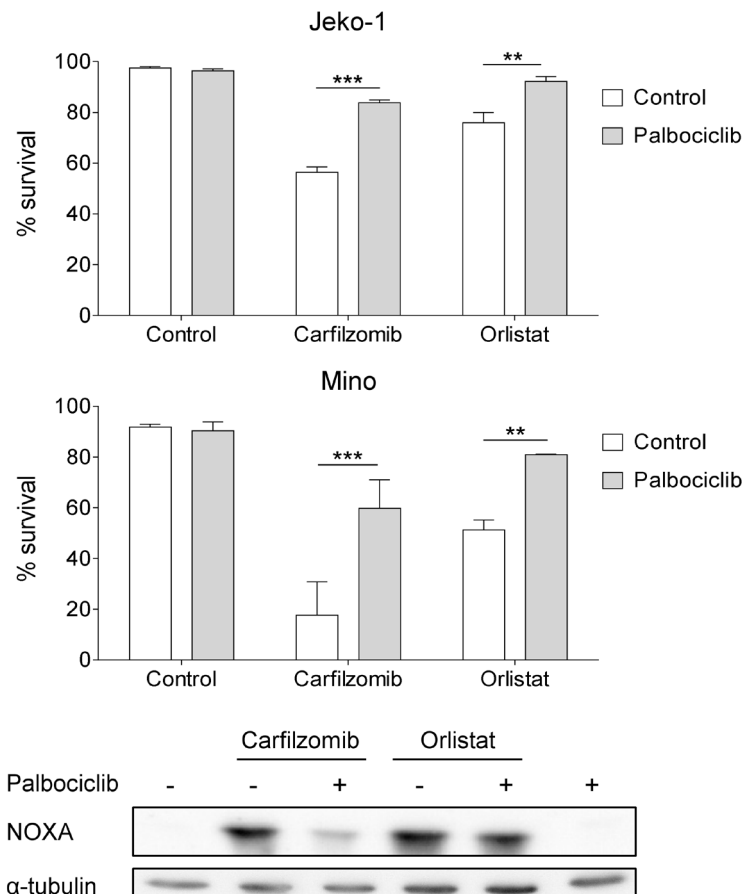 Jeko-1
100
80
60
40
20
0
% survival
***
**
Control
Palbociclib
Control Carfilzomib Orlistat
Mino
100
80
60
40
20
0
% survival
***
**
Control
Palbociclib
Control Carfilzomib Orlistat
Carfilzomib Orlistat
Palbociclib - - + - + +
NOXA
α-tubulin